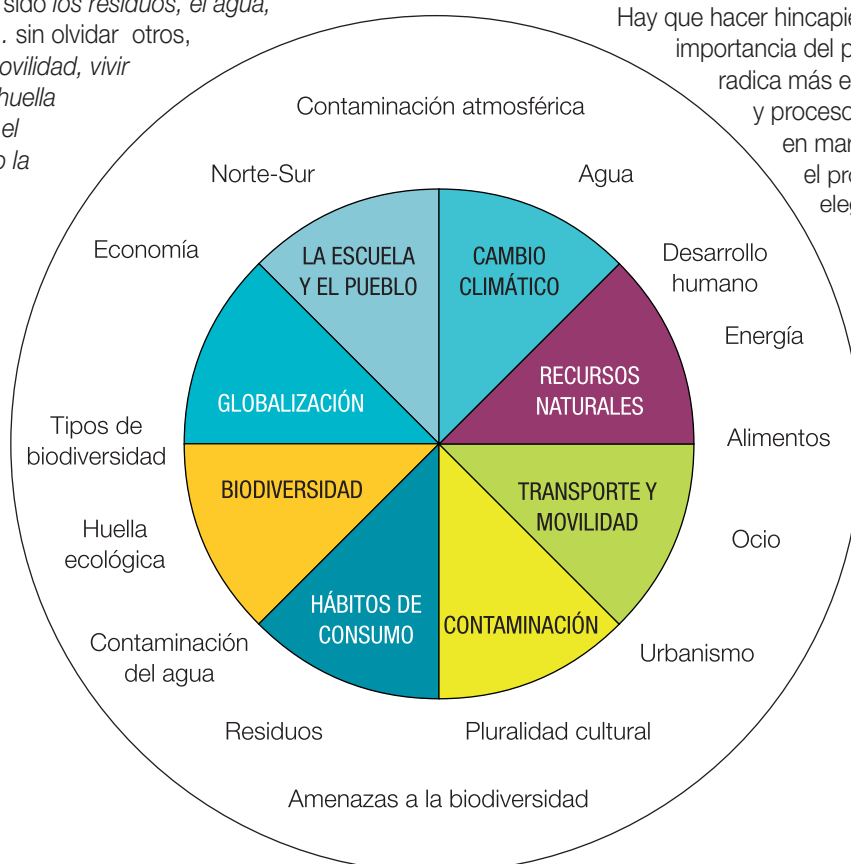 sido los residuos, el agua,
. sin olvidar otros,
ovilidad, vivir
huella
el
o la
Hay que hacer hincapié
importancia del p
radica más e
y proceso
en mar
el pro
eleg
Contaminación atmosférica
Norte-Sur
Agua
Economía
Desarrollo
humano
Energía
Tipos de
biodiversidad
Alimentos
Huella
ecológica
Ocio
Contaminación
del agua
Urbanismo
Residuos
Pluralidad cultural
Amenazas a la biodiversidad
LA ESCUELA
Y EL PUEBLO
CAMBIO
CLIMÁTICO
GLOBALIZACIÓN
RECURSOS
NATURALES
BIODIVERSIDAD
TRANSPORTE Y
MOVILIDAD
HÁBITOS DE
CONSUMO
CONTAMINACIÓN